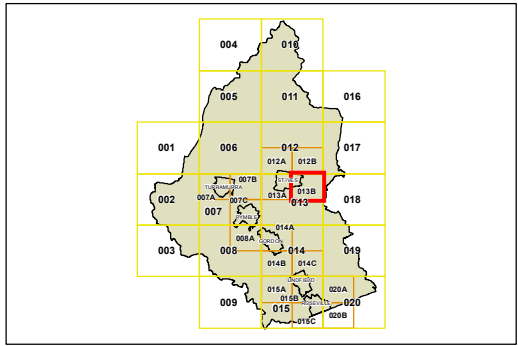 004 010
005 011 016
001 006 012 017
012A 012B
007B ST IVES
TURRAMURRA 013B
002 007A 007C 013A 013 018
007 PYMBLE
014A
008A GORDON
003 008 014 019
014B 014C
LINDFIELD
015A 020A
009 015B ROSEVILLE 020
015 020B
015C